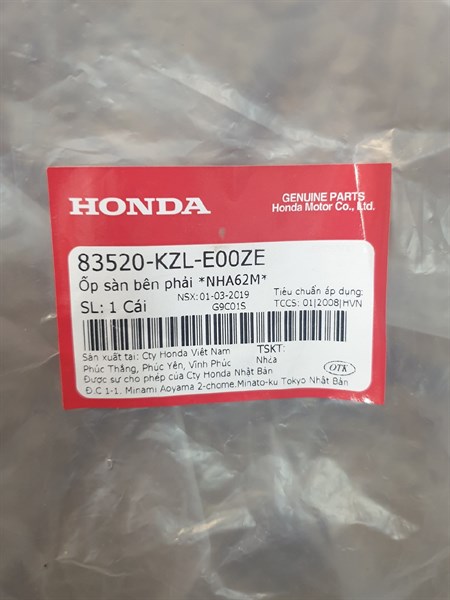 HONDA
GENUINE PARTS
Honda Motor Co., Ltd.
83520-KZL-E00ZE
Ốp sàn bên phải *NHA62M*
SL: 1 Cái
NSX: 01-03-2019
G9C01S
Tiêu chuẩn áp dụng:
TCCS: 01|2008|HVN
Sản xuất tại: Cty Honda Việt Nam
Phúc Thắng, Phúc Yên, Vĩnh Phúc
TSKT:
Nhựa
Được sự cho phép của Cty Honda Nhật Bản
Đ.C 1-1. Minami Aoyama 2-chome.Minato-ku Tokyo Nhật Bản
OTK